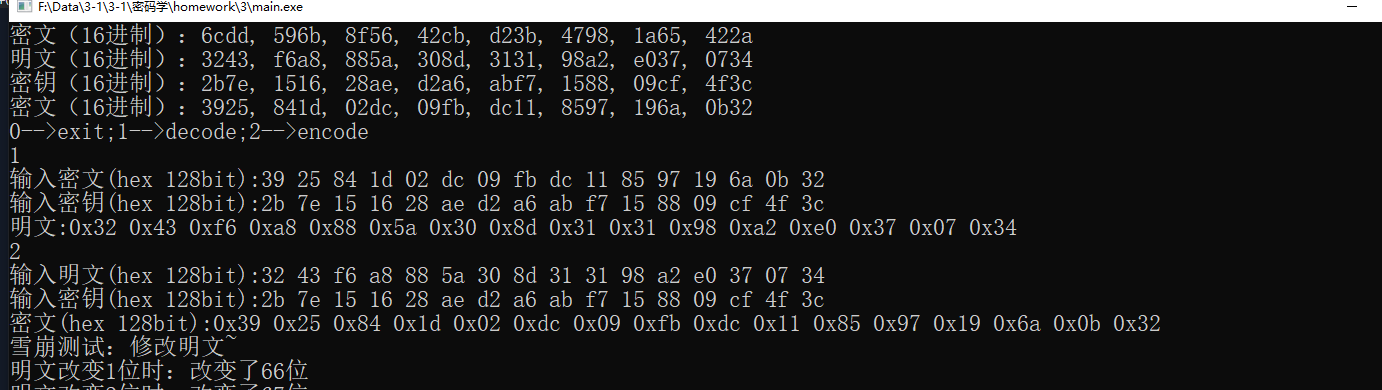 F:\Data\3-1\3-1\密码学\homework\3\main.exe
密文（16进制）：6cdd, 596b, 8f56, 42cb, d23b, 4798, 1a65, 422a
明文（16进制）：3243, f6a8, 885a, 308d, 3131, 98a2, e037, 0734
密钥（16进制）：2b7e, 1516, 28ae, d2a6, abf7, 1588, 09cf, 4f3c
密文（16进制）：3925, 841d, 02dc, 09fb, dc11, 8597, 196a, 0b32
0-->exit;1-->decode;2-->encode
1
输入密文(hex 128bit):39 25 84 1d 02 dc 09 fb dc 11 85 97 19 6a 0b 32
输入密钥(hex 128bit):2b 7e 15 16 28 ae d2 a6 ab f7 15 88 09 cf 4f 3c
明文:0x32 0x43 0xf6 0xa8 0x88 0x5a 0x30 0x8d 0x31 0x31 0x98 0xa2 0xe0 0x37 0x07 0x34
2
输入明文(hex 128bit):32 43 f6 a8 88 5a 30 8d 31 31 98 a2 e0 37 07 34
输入密钥(hex 128bit):2b 7e 15 16 28 ae d2 a6 ab f7 15 88 09 cf 4f 3c
密文(hex 128bit):0x39 0x25 0x84 0x1d 0x02 0xdc 0x09 0xfb 0xdc 0x11 0x85 0x97 0x19 0x6a 0x0b 0x32
雪崩测试：修改明文~
明文改变1位时：改变了66位